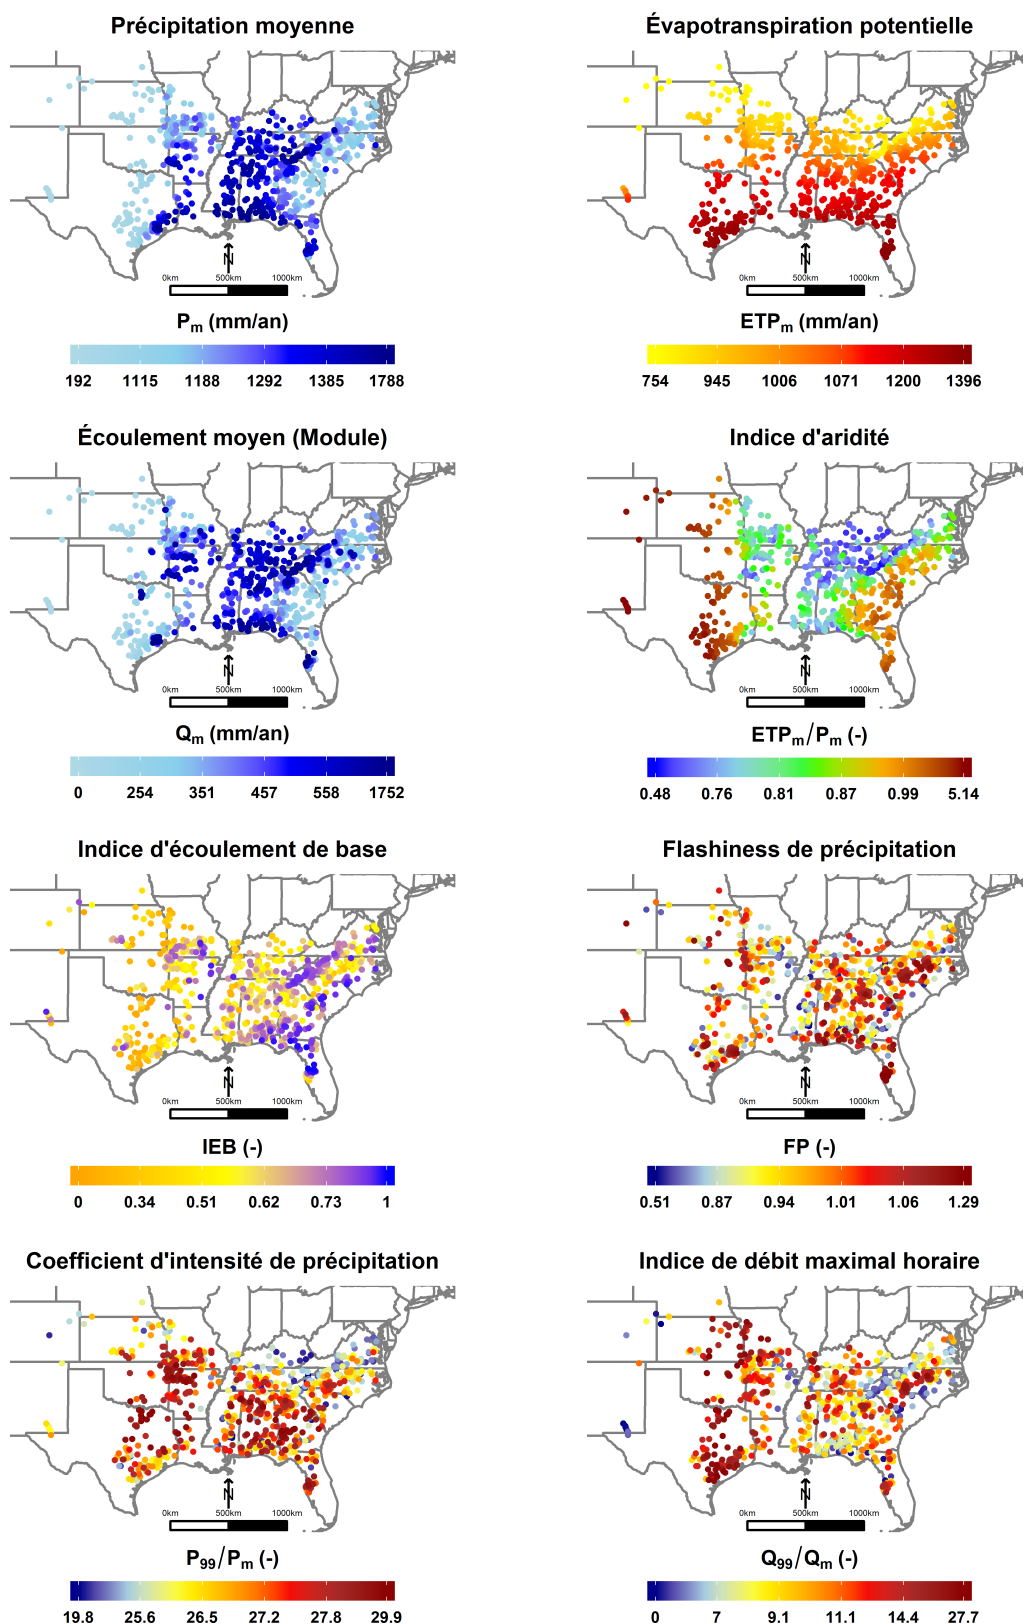 Précipitation moyenne
Évapotranspiration potentielle
N
0km 500km 1000km
N
0km 500km 1000km
Pm (mm/an)
192 1115 1188 1292 1385 1788
ETPm (mm/an)
754 945 1006 1071 1200 1396
Écoulement moyen (Module)
Indice d'aridité
N
0km 500km 1000km
N
0km 500km 1000km
Qm (mm/an)
0 254 351 457 558 1752
ETPm/Pm (-)
0.48 0.76 0.81 0.87 0.99 5.14
Indice d'écoulement de base
Flashiness de précipitation
N
0km 500km 1000km
N
0km 500km 1000km
IEB (-)
0 0.34 0.51 0.62 0.73 1
FP (-)
0.51 0.87 0.94 1.01 1.06 1.29
Coefficient d'intensité de précipitation
Indice de débit maximal horaire
N
0km 500km 1000km
N
0km 500km 1000km
P99/Pm (-)
19.8 25.6 26.5 27.2 27.8 29.9
Q99/Qm (-)
0 7 9.1 11.1 14.4 27.7